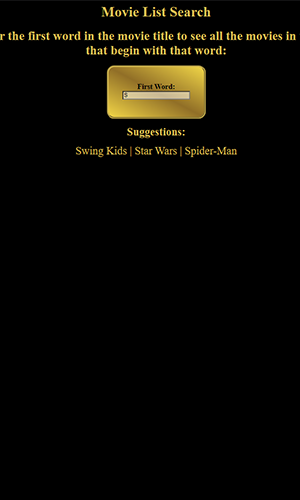 Movie List Search
r the first word in the movie title to see all the movies in
that begin with that word:
First Word:
S
Suggestions:
Swing Kids | Star Wars | Spider-Man